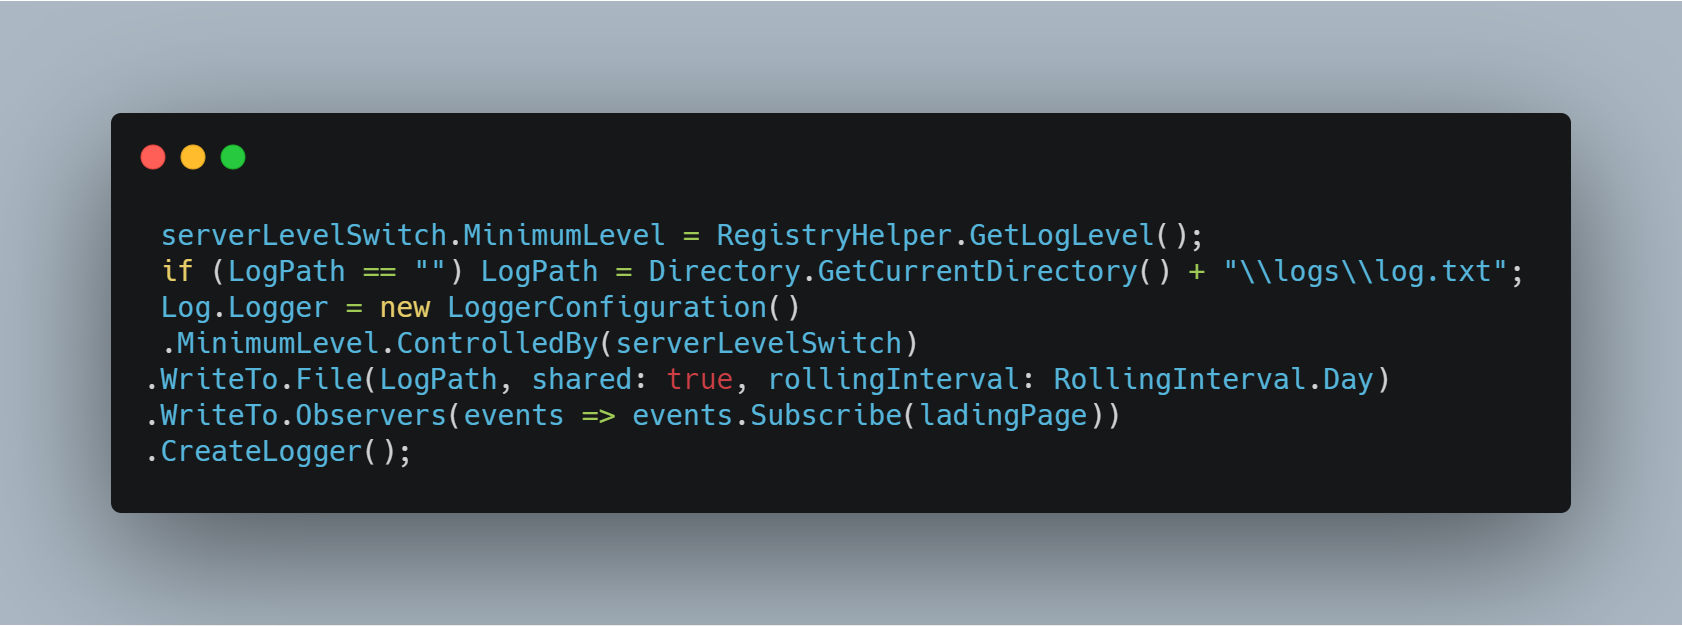 serverLevelSwitch.MinimumLevel = RegistryHelper.GetLogLevel();
if (LogPath == "") LogPath = Directory.GetCurrentDirectory() + "\\logs\\log.txt";
Log.Logger = new LoggerConfiguration()
.MinimumLevel.ControlledBy(serverLevelSwitch)
.WriteTo.File(LogPath, shared: true, rollingInterval: RollingInterval.Day)
.WriteTo.Observers(events => events.Subscribe(ladingPage))
.CreateLogger();